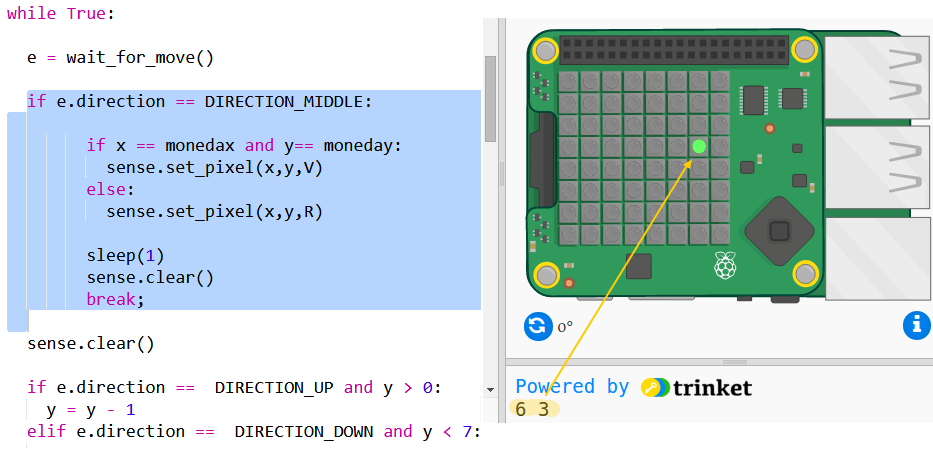 while True:
e = wait_for_move()
if e.direction == DIRECTION_MIDDLE:
if x == monedax and y== moneday:
sense.set_pixel(x,y,V)
else:
sense.set_pixel(x,y,R)
sleep(1)
sense.clear()
break;
sense.clear()
if e.direction ==  DIRECTION_UP and y > 0:
y = y - 1
elif e.direction ==  DIRECTION_DOWN and y < 7:
0°
i
Powered by trinket
6 3